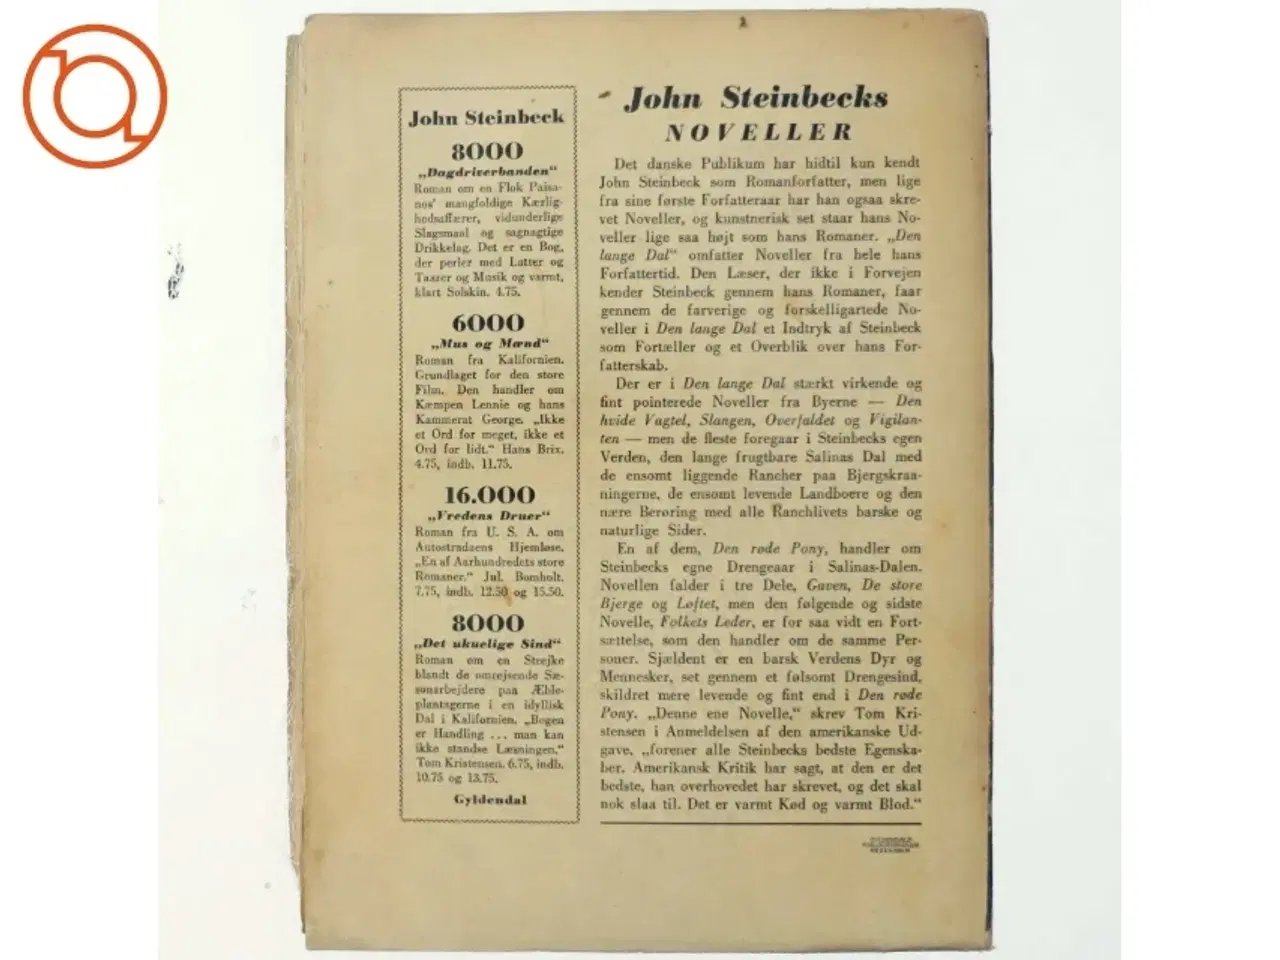 John Steinbeck
8000
„Dagdriverbanden“
Roman om en Flok Paisa-
nos' mangfoldige Kærlig-
hedsaffærer, vidunderlige
Slagsmaal og sagnagtige
Drikkelag. Det er en Bog,
der perler med Latter og
Taarer og Musik og varmt,
klart Solskin. 4.75.
6000
„Mus og Mænd“
Roman fra Kalifornien.
Grundlaget for den store
Film. Den handler om
Kæmpen Lennie og hans
Kammerat George. „Ikke
et Ord for meget, ikke et
Ord for lidt.“ Hans Brix.
4.75, indb. 11.75.
16.000
„Vredens Druer“
Roman fra U. S. A. om
Autostradaens Hjemløse.
„En af Aarhundredets store
Romaner.“ Jul. Bomholt.
7.75, indb. 12.50 og 15.50.
8000
„Det ukuelige Sind“
Roman om en Strejke
blandt de omrejsende Sæ-
sonarbejdere paa Æble-
plantagerne i en idyllisk
Dal i Kalifornien. „Bogen
er Handling ... man kan
ikke standse Læsningen.“
Tom Kristensen. 6.75, indb.
10.75 og 13.75.
Gyldendal
John Steinbecks
NOVELLER
Det danske Publikum har hidtil kun kendt
John Steinbeck som Romanforfatter, men lige
fra sine første Forfatteraar har han ogsaa skre-
vet Noveller, og kunstnerisk set staar hans No-
veller lige saa højt som hans Romaner. „Den
lange Dal“ omfatter Noveller fra hele hans
Forfattertid. Den Læser, der ikke i Forvejen
kender Steinbeck gennem hans Romaner, faar
gennem de farverige og forskelligartede No-
veller i Den lange Dal et Indtryk af Steinbeck
som Fortæller og et Overblik over hans For-
fatterskab.
Der er i Den lange Dal stærkt virkende og
fint pointerede Noveller fra Byerne — Den
hvide Vagtel, Slangen, Overfaldet og Vigilan-
ten — men de fleste foregaar i Steinbecks egen
Verden, den lange frugtbare Salinas Dal med
de ensomt liggende Rancher paa Bjergskraa-
ningerne, de ensomt levende Landboere og den
nære Berøring med alle Ranchlivets barske og
naturlige Sider.
En af dem, Den røde Pony, handler om
Steinbecks egne Drengeaar i Salinas-Dalen.
Novellen falder i tre Dele, Gaven, De store
Bjerge og Løftet, men den følgende og sidste
Novelle, Folkets Leder, er for saa vidt en Fort-
sættelse, som den handler om de samme Per-
soner. Sjældent er en barsk Verdens Dyr og
Mennesker, set gennem et følsomt Drengesind,
skildret mere levende og fint end i Den røde
Pony. „Denne ene Novelle,“ skrev Tom Kri-
stensen i Anmeldelsen af den amerikanske Ud-
gave, „forener alle Steinbecks bedste Egenska-
ber. Amerikansk Kritik har sagt, at den er det
bedste, han overhovedet har skrevet, og det skal
nok slaa til. Det er varmt Kød og varmt Blod.“